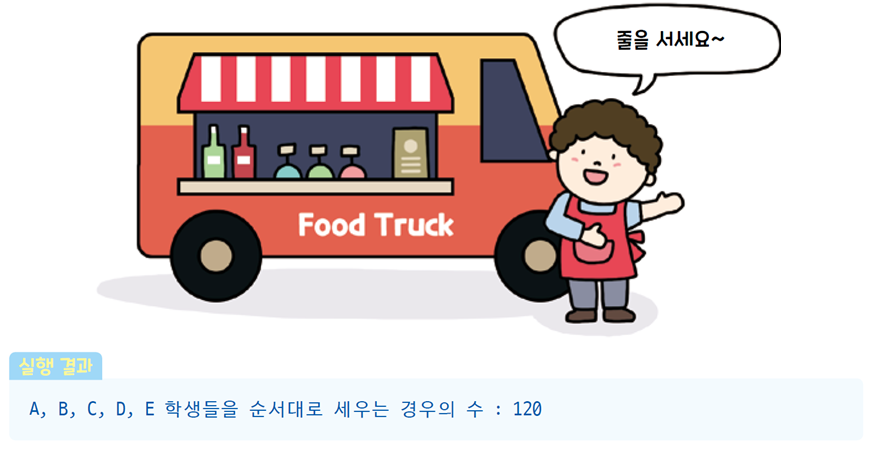 줄을 서세요~
Food Truck
실행 결과
A, B, C, D, E 학생들을 순서대로 세우는 경우의 수 : 120